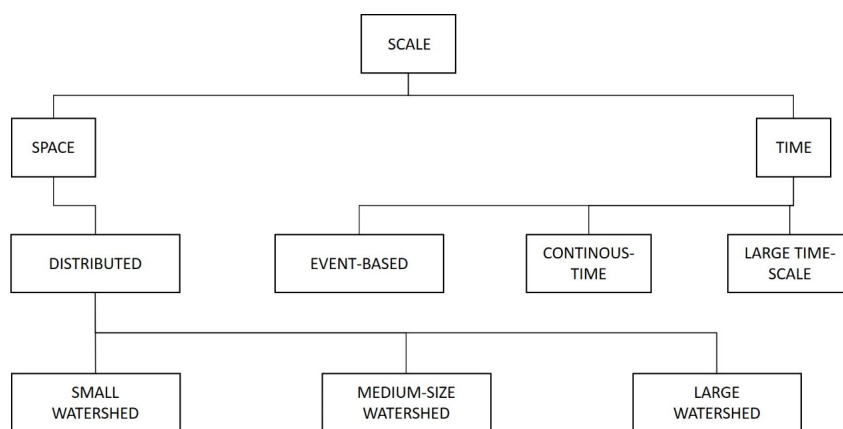 SCALE
SPACE
TIME
DISTRIBUTED
EVENT-BASED
CONTINOUS-
TIME
LARGE TIME-
SCALE
SMALL
WATERSHED
MEDIUM-SIZE
WATERSHED
LARGE
WATERSHED